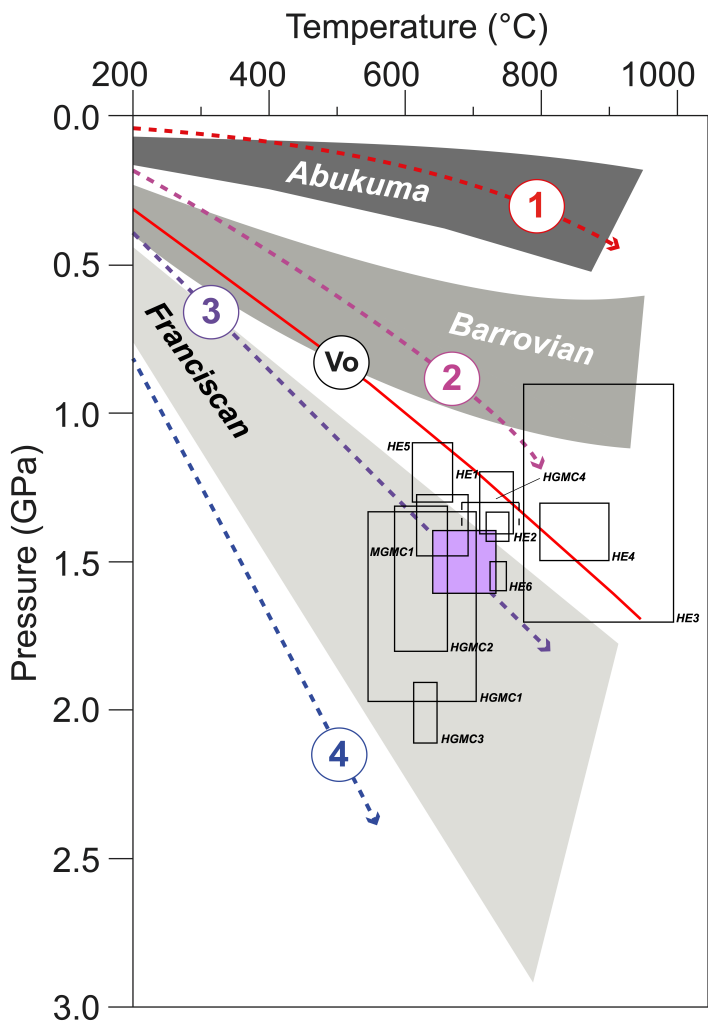 Temperature (°C)
200 400 600 800 1000
0.0
Abukuma
1
0.5
3
Franciscan
Barrovian
Vo
2
1.0
HE5
HE1
HGMC4
HE2
1.5
MGMC1
HE4
HE6
HE3
HGMC2
HGMC1
2.0
HGMC3
4
2.5
3.0
Pressure (GPa)